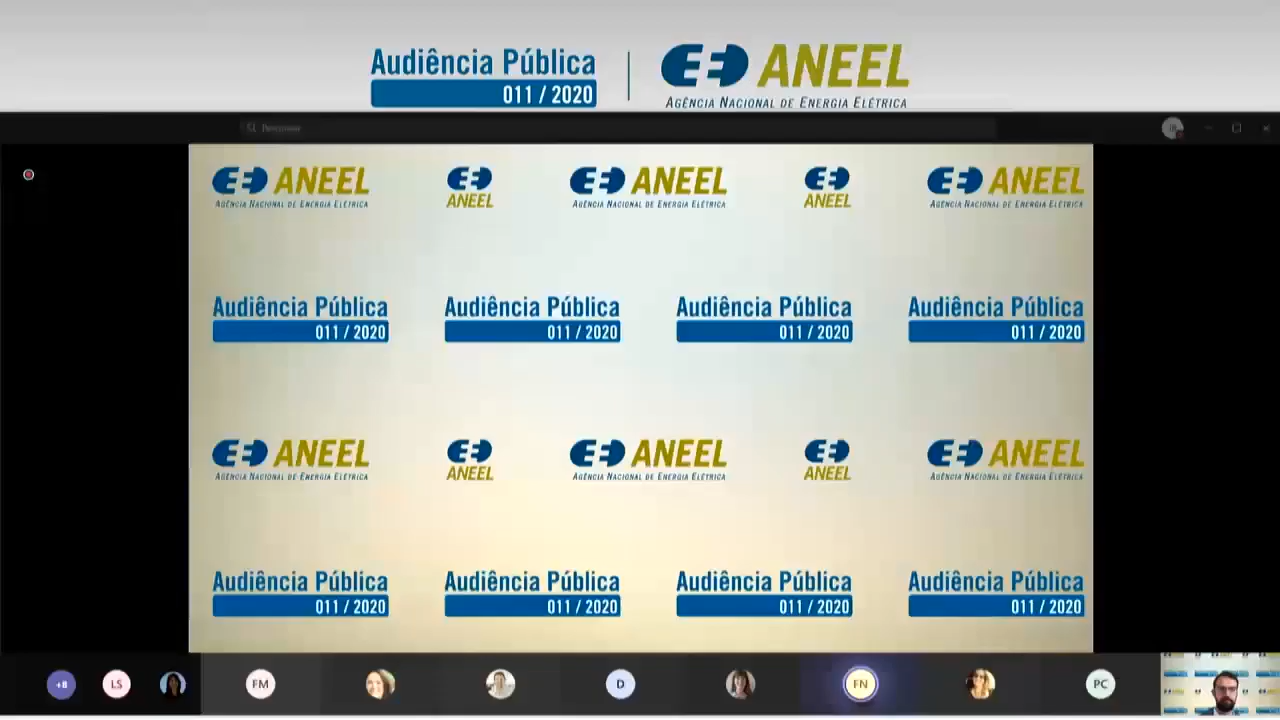 Audiência Pública
011 / 2020
ANEEL
AGÊNCIA NACIONAL DE ENERGIA ELÉTRICA
Pesquisar
ANEEL ANEEL ANEEL ANEEL ANEEL
AGÊNCIA NACIONAL DE ENERGIA ELÉTRICA AGÊNCIA NACIONAL DE ENERGIA ELÉTRICA AGÊNCIA NACIONAL DE ENERGIA ELÉTRICA
Audiência Pública Audiência Pública Audiência Pública Audiência Pública
011 / 2020 011 / 2020 011 / 2020 011 / 2020
ANEEL ANEEL ANEEL ANEEL ANEEL
AGÊNCIA NACIONAL DE ENERGIA ELÉTRICA AGÊNCIA NACIONAL DE ENERGIA ELÉTRICA AGÊNCIA NACIONAL DE ENERGIA ELÉTRICA
Audiência Pública Audiência Pública Audiência Pública Audiência Pública
011 / 2020 011 / 2020 011 / 2020 011 / 2020
+8 LS FM D FN PC